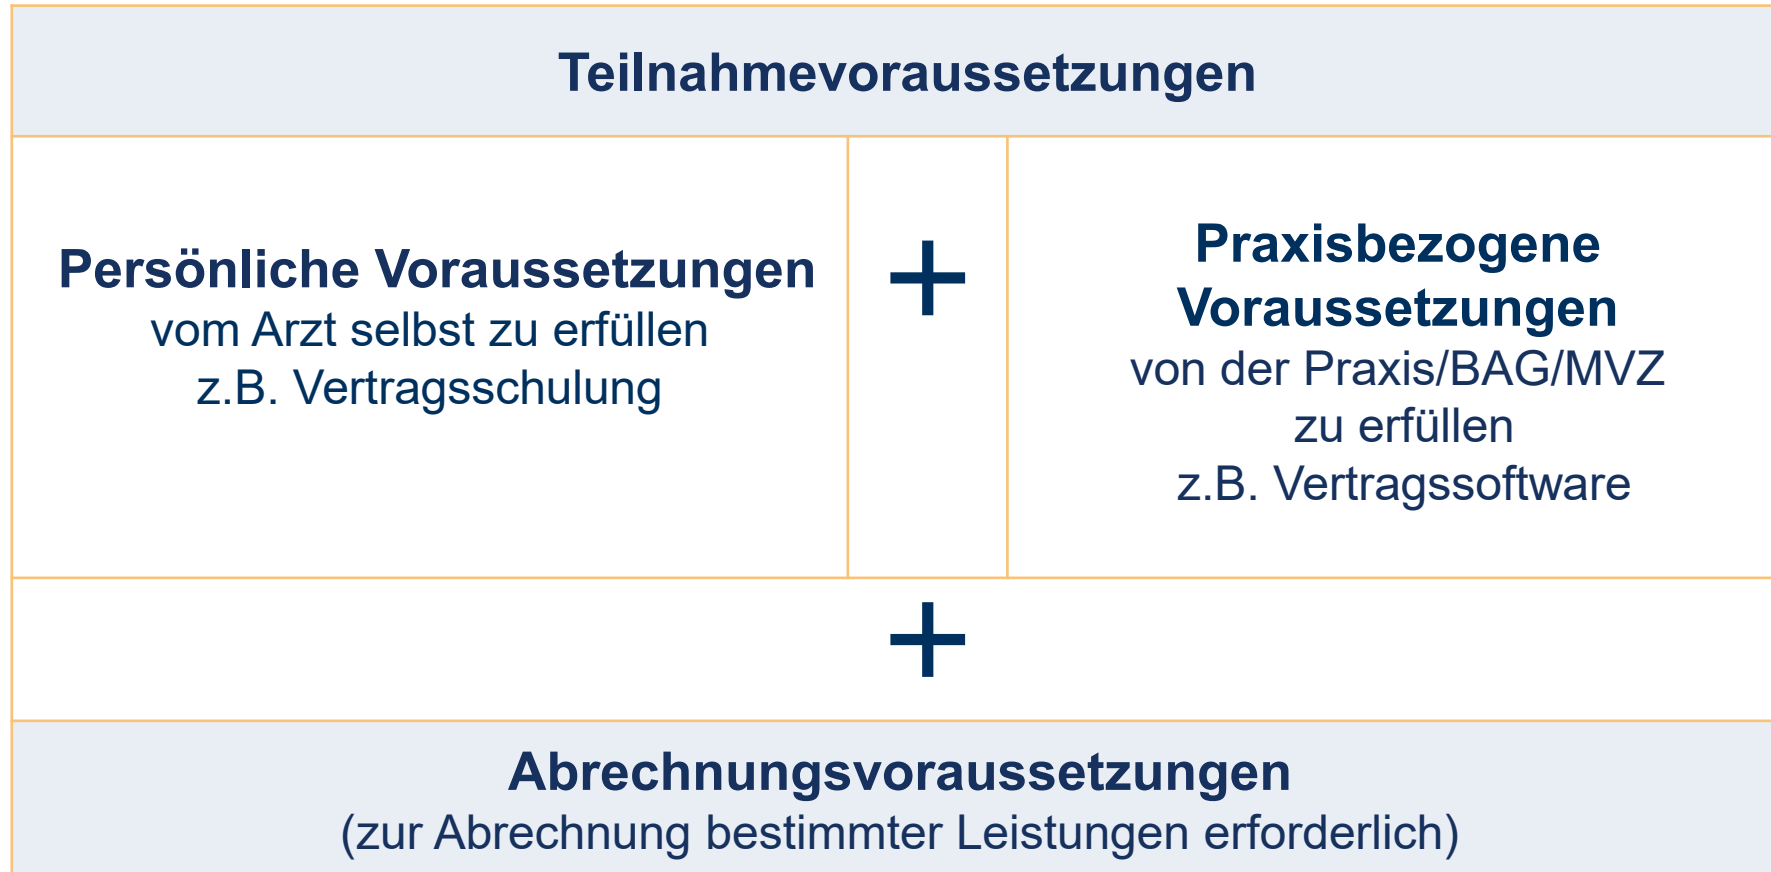 Teilnahmevoraussetzungen
Persönliche Voraussetzungen
vom Arzt selbst zu erfüllen
z.B. Vertragsschulung
+
Praxisbezogene
Voraussetzungen
von der Praxis/BAG/MVZ
zu erfüllen
z.B. Vertragssoftware
+
Abrechnungsvoraussetzungen
(zur Abrechnung bestimmter Leistungen erforderlich)